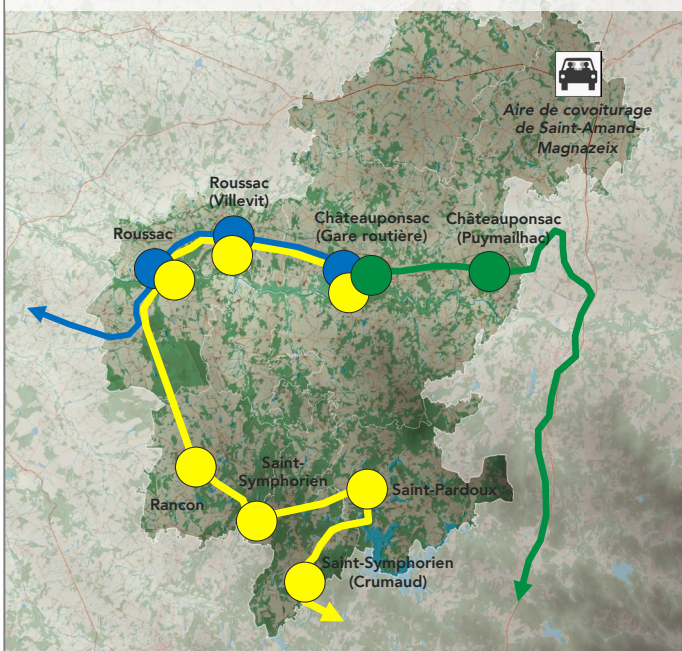 Aire de covoiturage
de Saint-Amand-
Magnazeix
Roussac
(Villevit)
Roussac
Châteauponsac
(Gare routière)
Châteauponsac
(Puymailhac)
Saint-
Symphorien
Rancon
Saint-Pardoux
Saint-Symphorien
(Crumaud)